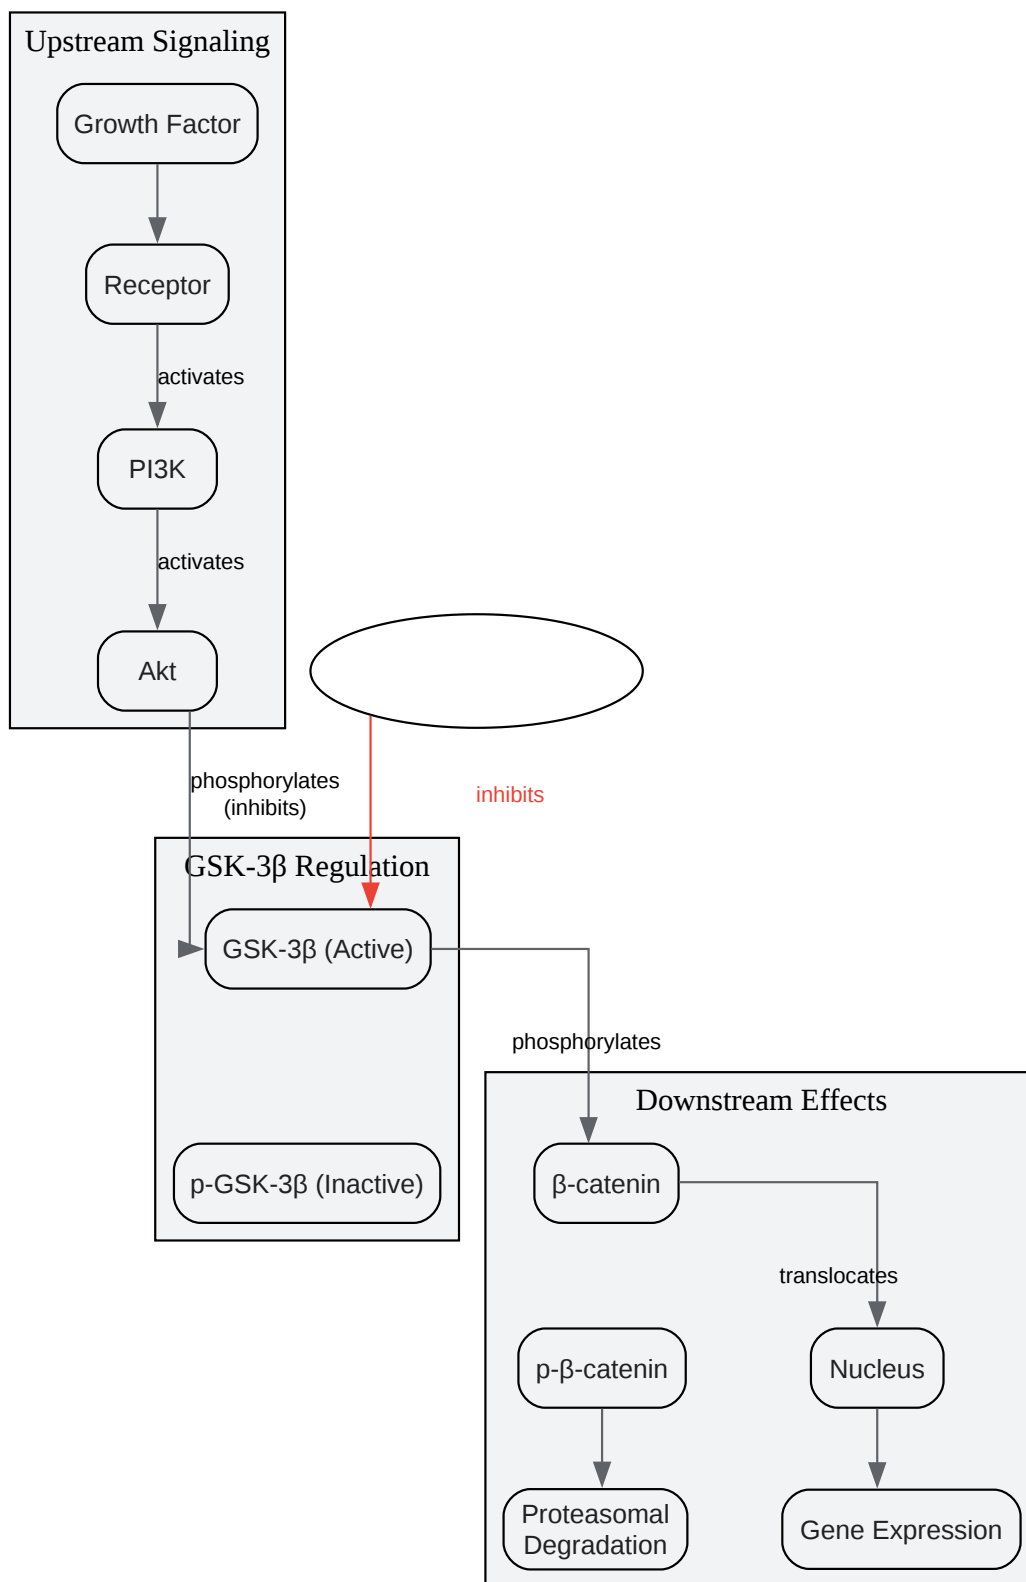 Upstream Signaling
Growth Factor
Receptor
activates
PI3K
activates
Akt
phosphorylates
(inhibits)
inhibits
GSK-3β Regulation
GSK-3β (Active)
phosphorylates
Downstream Effects
p-GSK-3β (Inactive)
β-catenin
translocates
p-β-catenin
Nucleus
Proteasomal
Degradation
Gene Expression